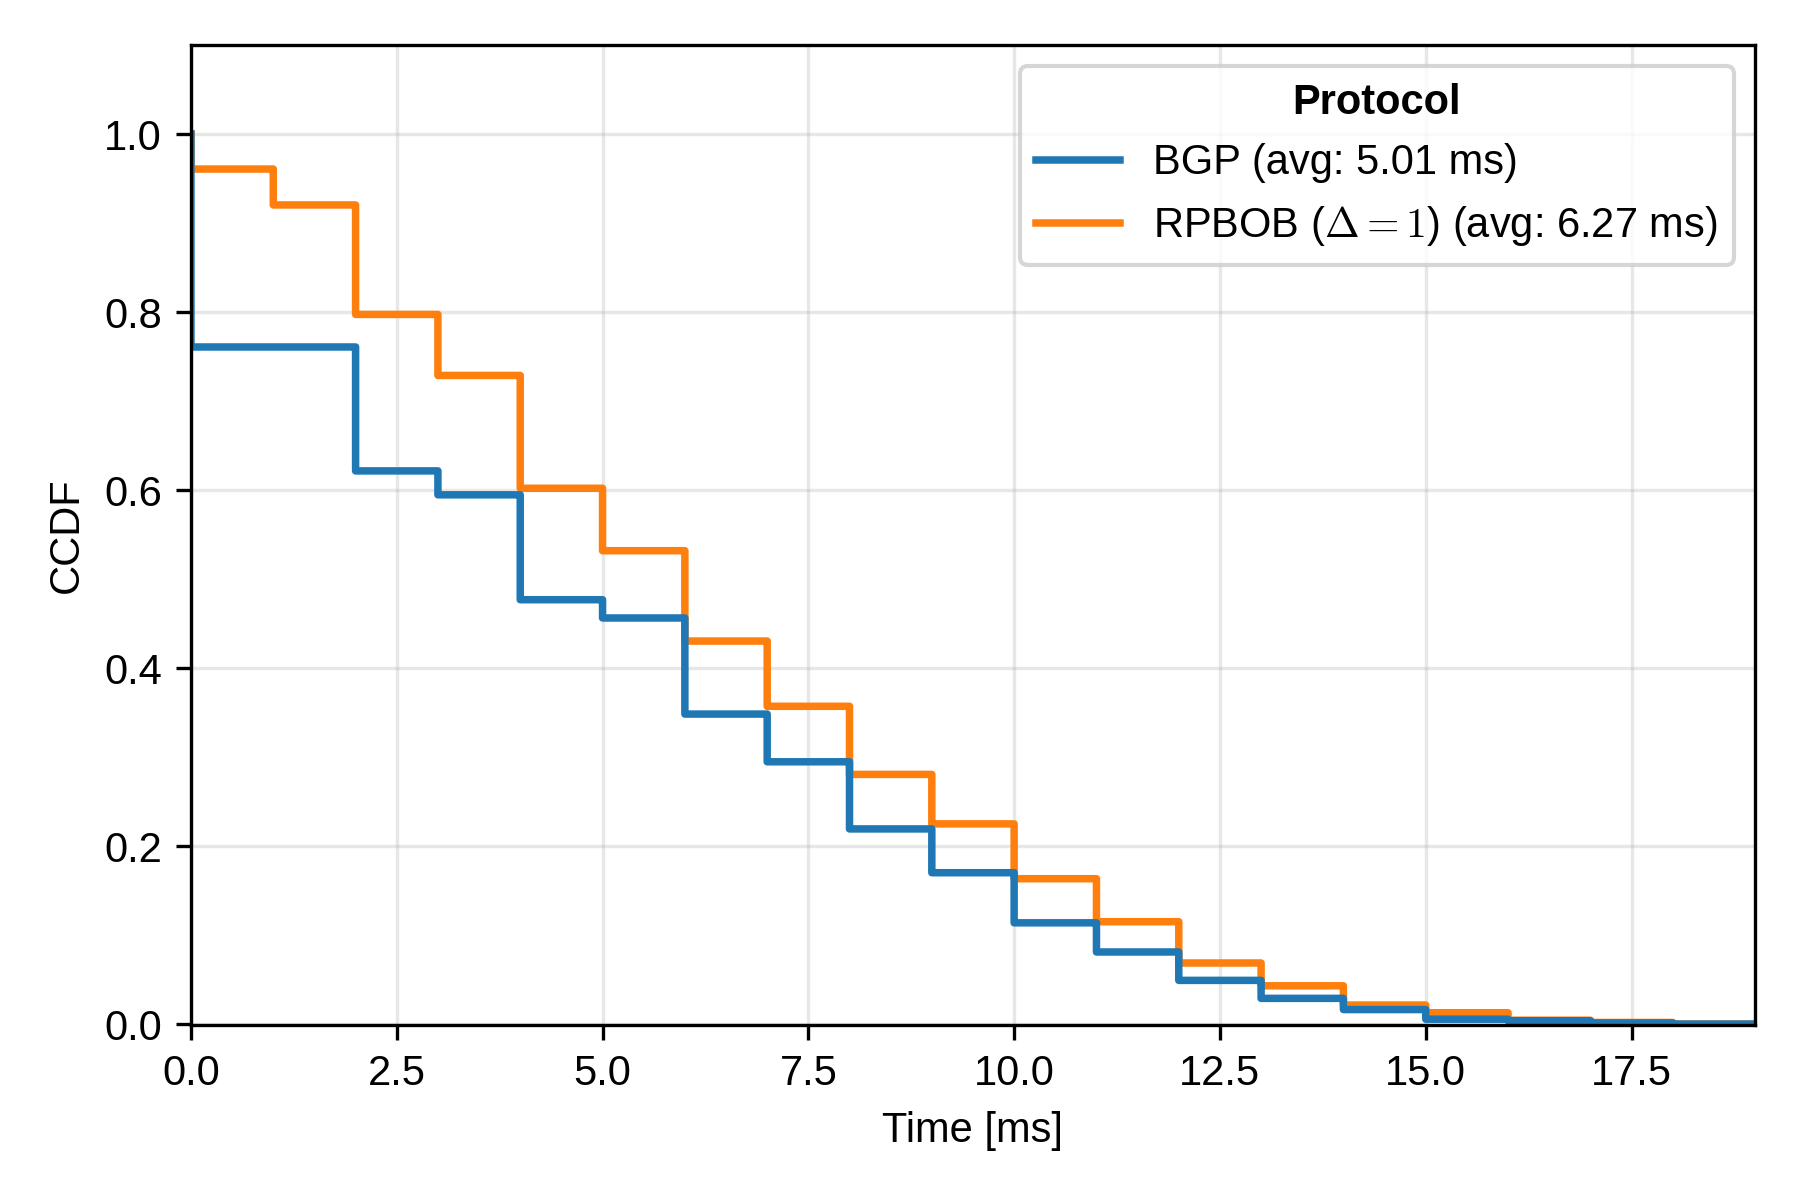 Protocol
BGP (avg: 5.01 ms)
RPBOB (Δ = 1) (avg: 6.27 ms)
CCDF
1.0
0.8
0.6
0.4
0.2
0.0
0.0 2.5 5.0 7.5 10.0 12.5 15.0 17.5
Time [ms]